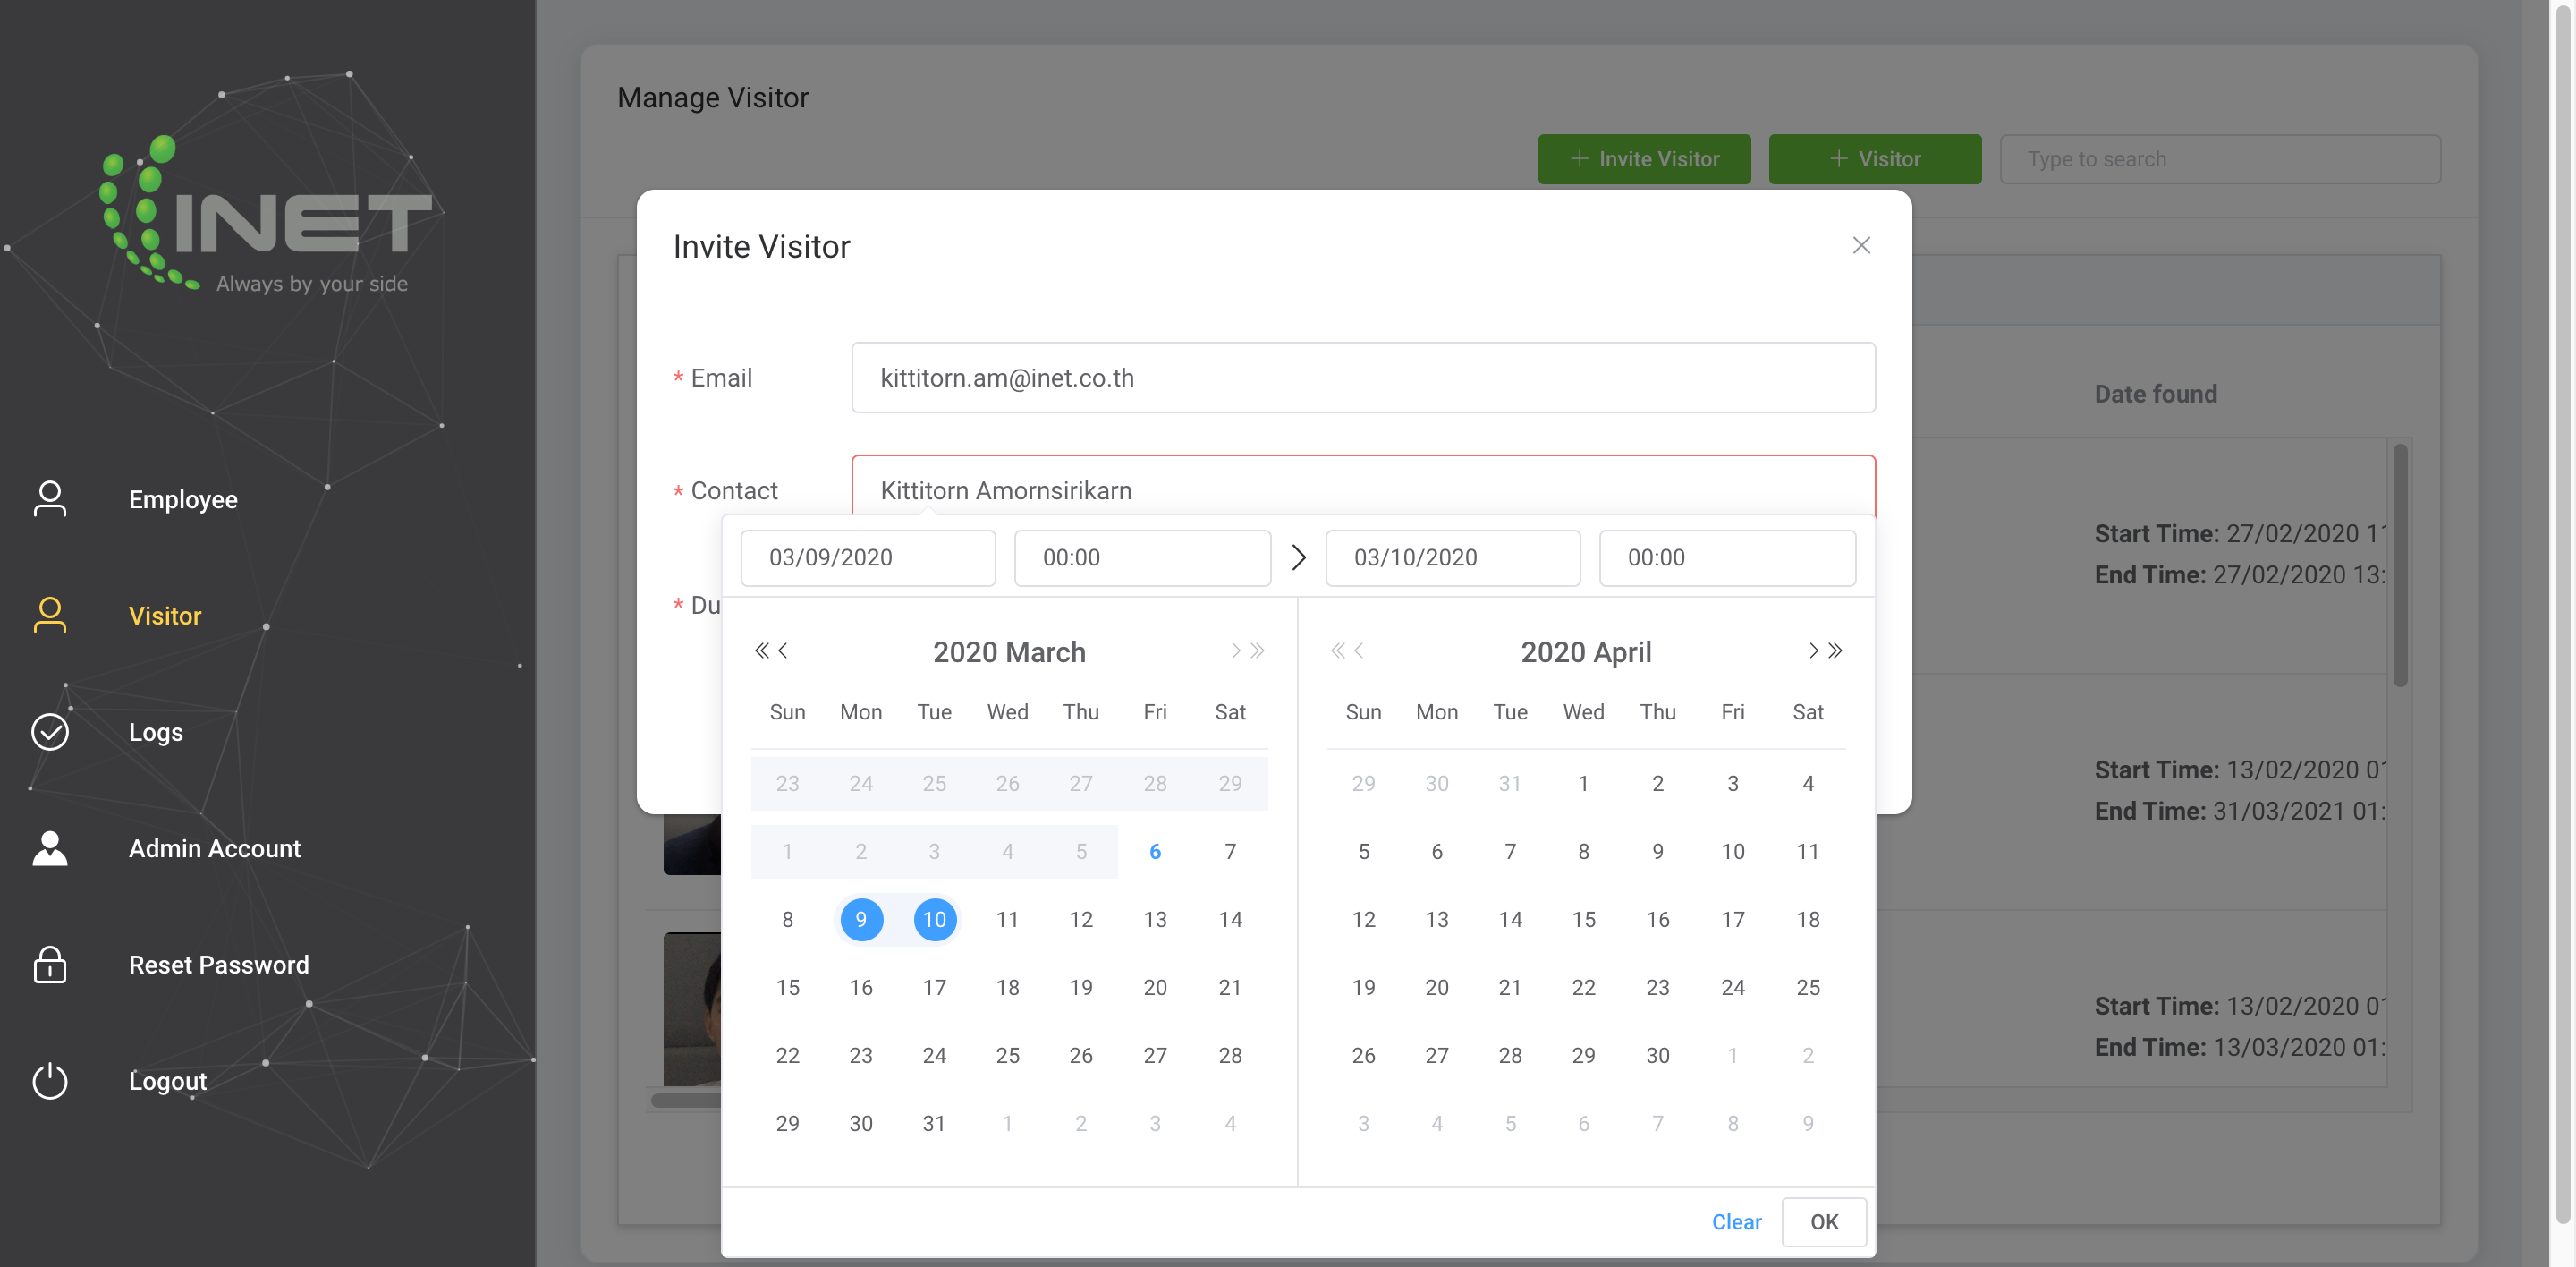 INET
Always by your side
Employee
Visitor
Logs
Admin Account
Reset Password
Logout
Manage Visitor
Invite Visitor
Visitor
Type to search
Invite Visitor
* Email
kittitorn.am@inet.co.th
* Contact
Kittitorn Amornsirikarn
* Du
03/09/2020 00:00 03/10/2020 00:00
2020 March
Sun Mon Tue Wed Thu Fri Sat
23 24 25 26 27 28 29
1 2 3 4 5 6 7
8 9 10 11 12 13 14
15 16 17 18 19 20 21
22 23 24 25 26 27 28
29 30 31 1 2 3 4
2020 April
Sun Mon Tue Wed Thu Fri Sat
29 30 31 1 2 3 4
5 6 7 8 9 10 11
12 13 14 15 16 17 18
19 20 21 22 23 24 25
26 27 28 29 30 1 2
3 4 5 6 7 8 9
Clear OK
Date found
Start Time: 27/02/2020 1
End Time: 27/02/2020 13:
Start Time: 13/02/2020 0
End Time: 31/03/2021 01:
Start Time: 13/02/2020 0
End Time: 13/03/2020 01: